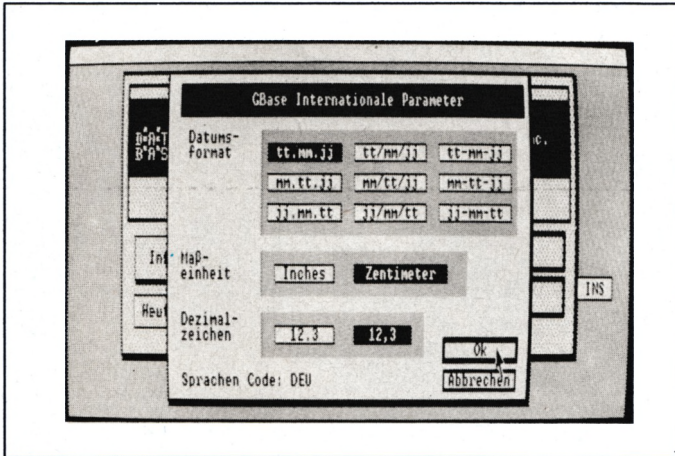 GBase Internationale Parameter
Datums-
format
tt.mm.jj tt/mm/jj tt-mm-jj
mm.tt.jj mm/tt/jj mm-tt-jj
jj.mm.tt jj/mm/tt jj-mm-tt
Maß-
einheit
Inches Zentimeter
INS
Dezimal-
zeichen
12.3 12,3
Ok
Sprachen Code: DEU
Abbrechen